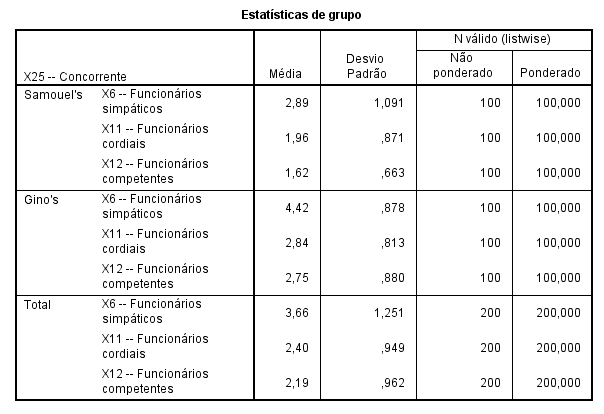 Estatísticas de grupo
N válido (listwise)
X25 -- Concorrente Média Desvio Padrão Não ponderado Ponderado
Samouel's X6 -- Funcionários simpáticos 2,89 1,091 100 100,000
X11 -- Funcionários cordiais 1,96 ,871 100 100,000
X12 -- Funcionários competentes 1,62 ,663 100 100,000
Gino's X6 -- Funcionários simpáticos 4,42 ,878 100 100,000
X11 -- Funcionários cordiais 2,84 ,813 100 100,000
X12 -- Funcionários competentes 2,75 ,880 100 100,000
Total X6 -- Funcionários simpáticos 3,66 1,251 200 200,000
X11 -- Funcionários cordiais 2,40 ,949 200 200,000
X12 -- Funcionários competentes 2,19 ,962 200 200,000